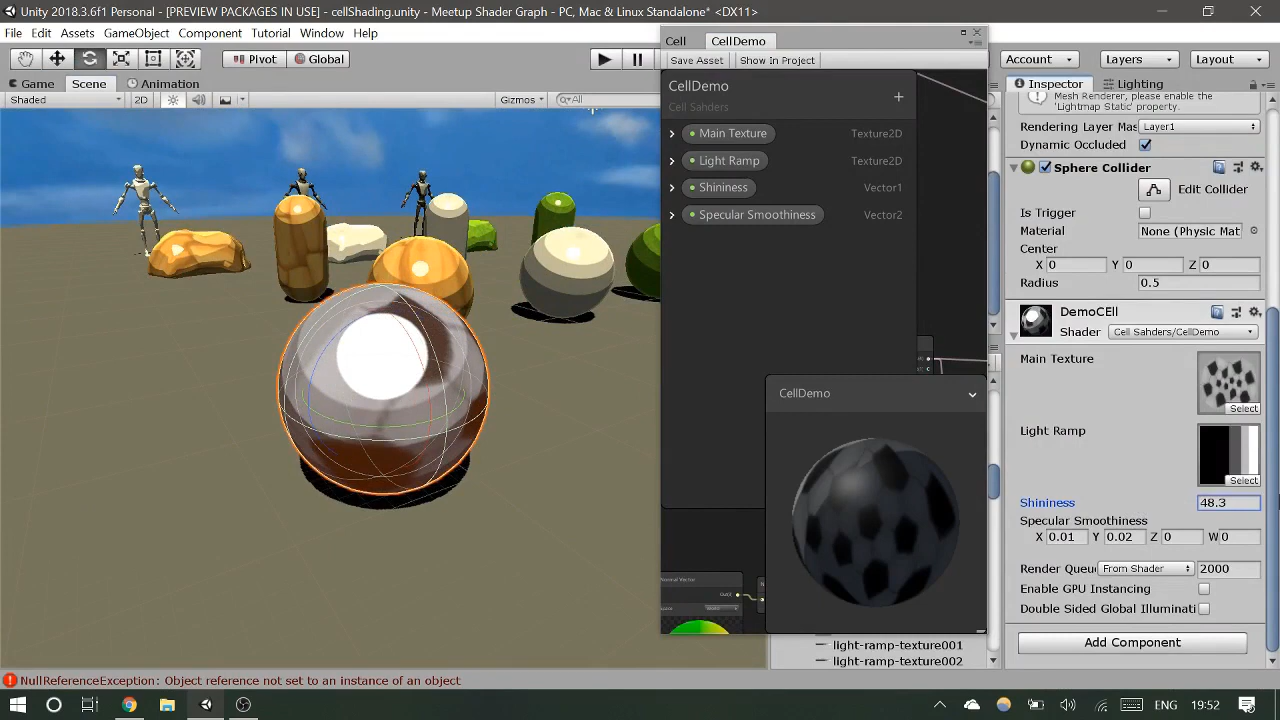 Unity 2018.3.6f1 Personal - [PREVIEW PACKAGES IN USE] - cellShading.unity - Meetup Shader Graph - PC, Mac & Linux Standalone* <DX11>
File Edit Assets GameObject Component Tutorial Window Help
Pivot Global Account Layers Layout
Game Scene Animation
Shaded 2D Gizmos All
Cell CellDemo
Save Asset Show In Project
CellDemo
Cell Sahders
Main Texture Texture2D
Light Ramp Texture2D
Shininess Vector1
Specular Smoothiness Vector2
CellDemo
Out(3)
light-ramp-texture001
light-ramp-texture002
Inspector Lighting
Mesh Renderer, please enable the
'Lightmap Static' property.
Rendering Layer Mas Layer1
Dynamic Occluded
Sphere Collider
Edit Collider
Is Trigger
Material None (Physic Mat
Center
X 0 Y 0 Z 0
Radius 0.5
DemoCEll
Shader Cell Sahders/CellDemo
Main Texture
Select
Light Ramp
Select
Shininess 48.3
Specular Smoothiness
X 0.01 Y 0.02 Z 0 W 0
Render Queu From Shader 2000
Enable GPU Instancing
Double Sided Global Illuminati
Add Component
NullReferenceException: Object reference not set to an instance of an object
ENG 19:52